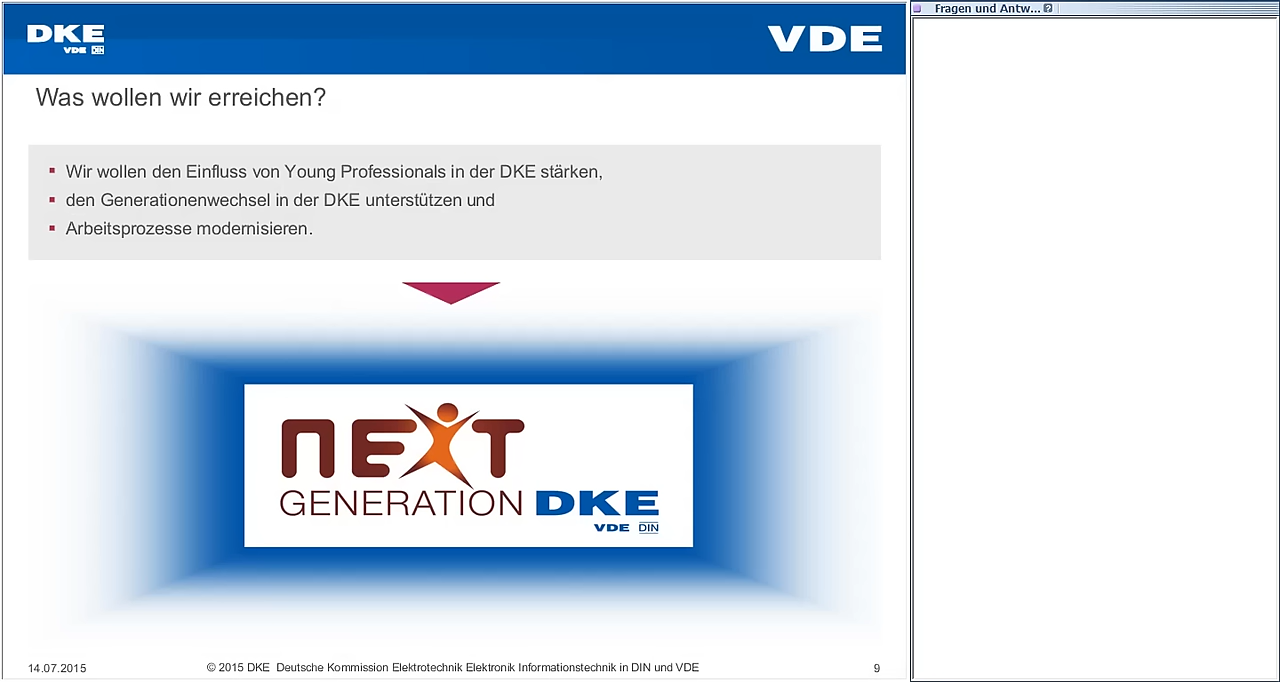 DKE
VDE DIN
VDE
Fragen und Antw...
Was wollen wir erreichen?
Wir wollen den Einfluss von Young Professionals in der DKE stärken,
den Generationenwechsel in der DKE unterstützen und
Arbeitsprozesse modernisieren.
NEXT
GENERATION DKE
VDE DIN
14.07.2015
© 2015 DKE Deutsche Kommission Elektrotechnik Elektronik Informationstechnik in DIN und VDE
9